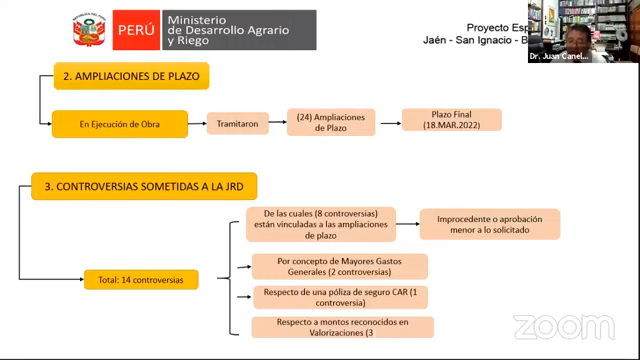 PERÚ
Ministerio
de Desarrollo Agrario
y Riego
Proyecto Esp
Jaén - San Ignacio - B
Dr. Juan Canel...
2. AMPLIACIONES DE PLAZO
En Ejecución de Obra
Tramitaron
(24) Ampliaciones
de Plazo
Plazo Final
(18.MAR.2022)
3. CONTROVERSIAS SOMETIDAS A LA JRD
Total: 14 controversias
De las cuales (8 controversias)
están vinculadas a las ampliaciones
de plazo
Improcedente o aprobación
menor a lo solicitado
Por concepto de Mayores Gastos
Generales (2 controversias)
Respecto de una póliza de seguro CAR (1
controversia)
Respecto a montos reconocidos en
Valorizaciones (3
zoom